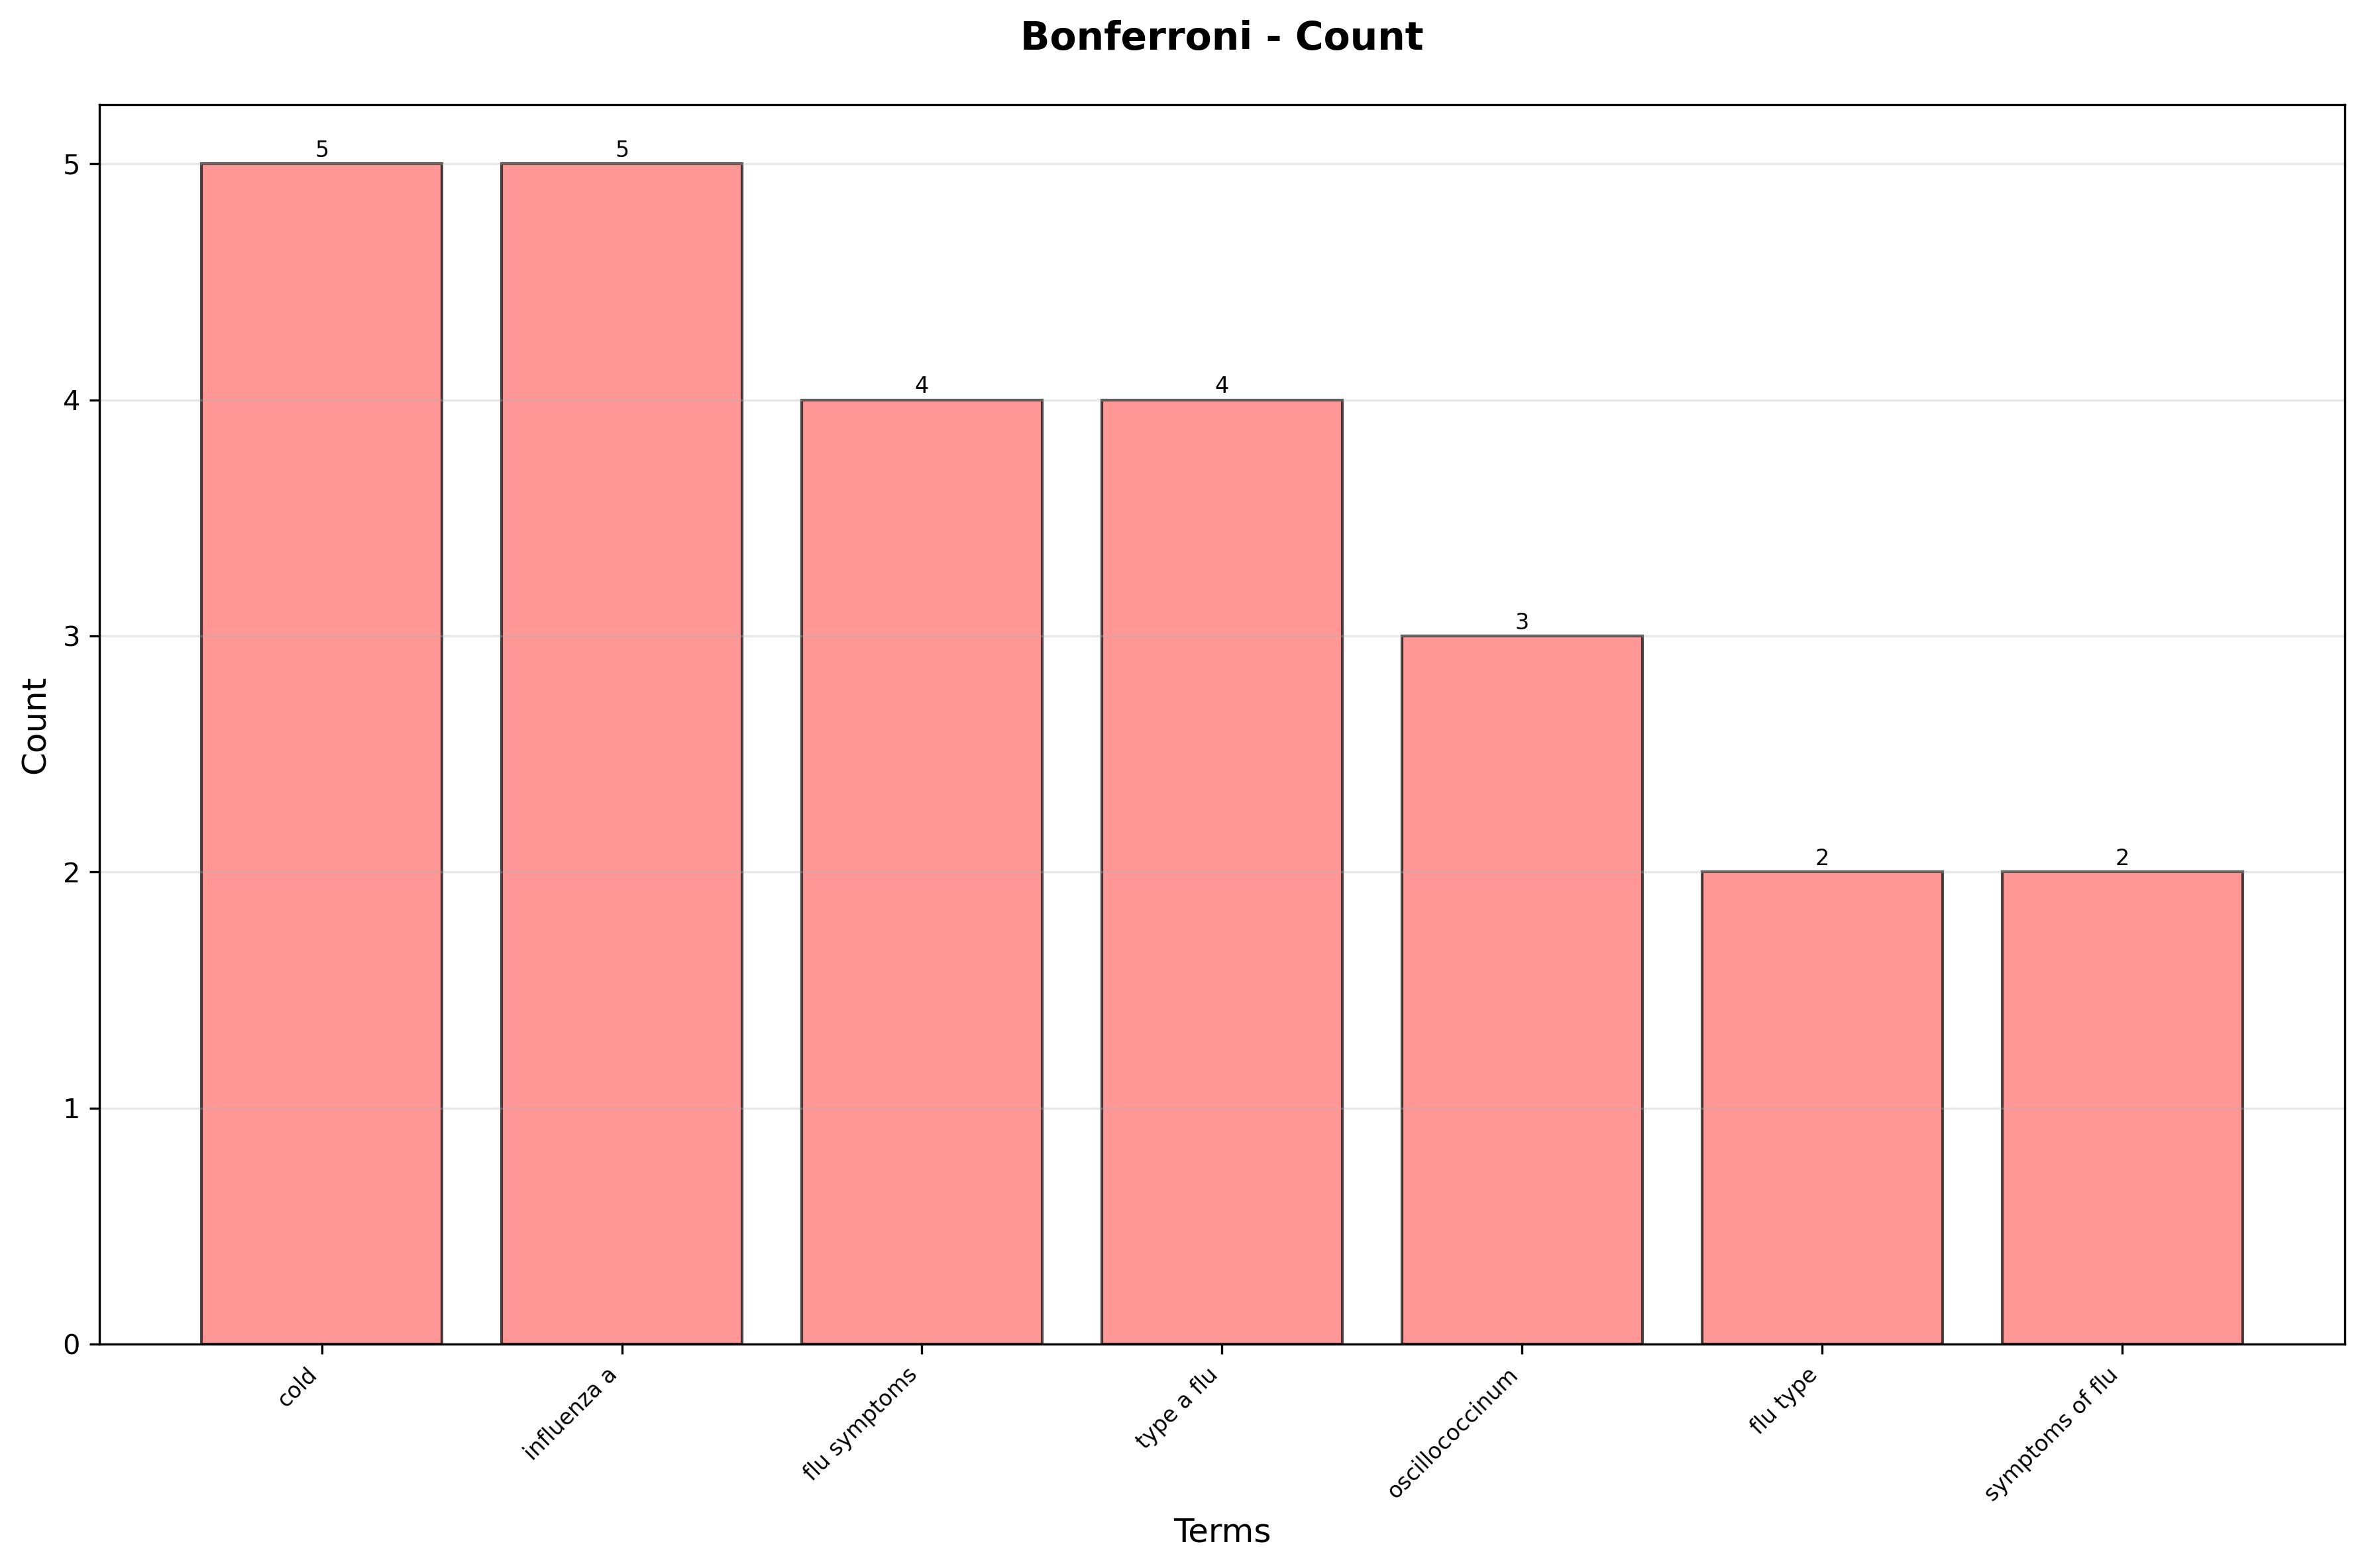 Bonferroni - Count
Count
5
4
3
2
1
0
5
5
4
4
3
2
2
cold
influenza a
flu symptoms
type a flu
oscillococcinum
flu type
symptoms of flu
Terms